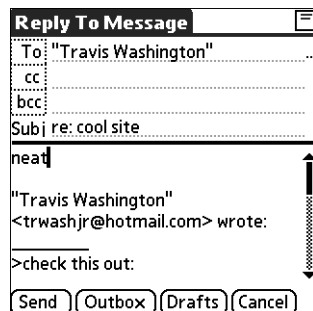 Reply To Message
To "Travis Washington" ..
cc
bcc
Subj re: cool site
neat
"Travis Washington"
<trwashjr@hotmail.com> wrote:
>check this out:
Send Outbox Drafts Cancel